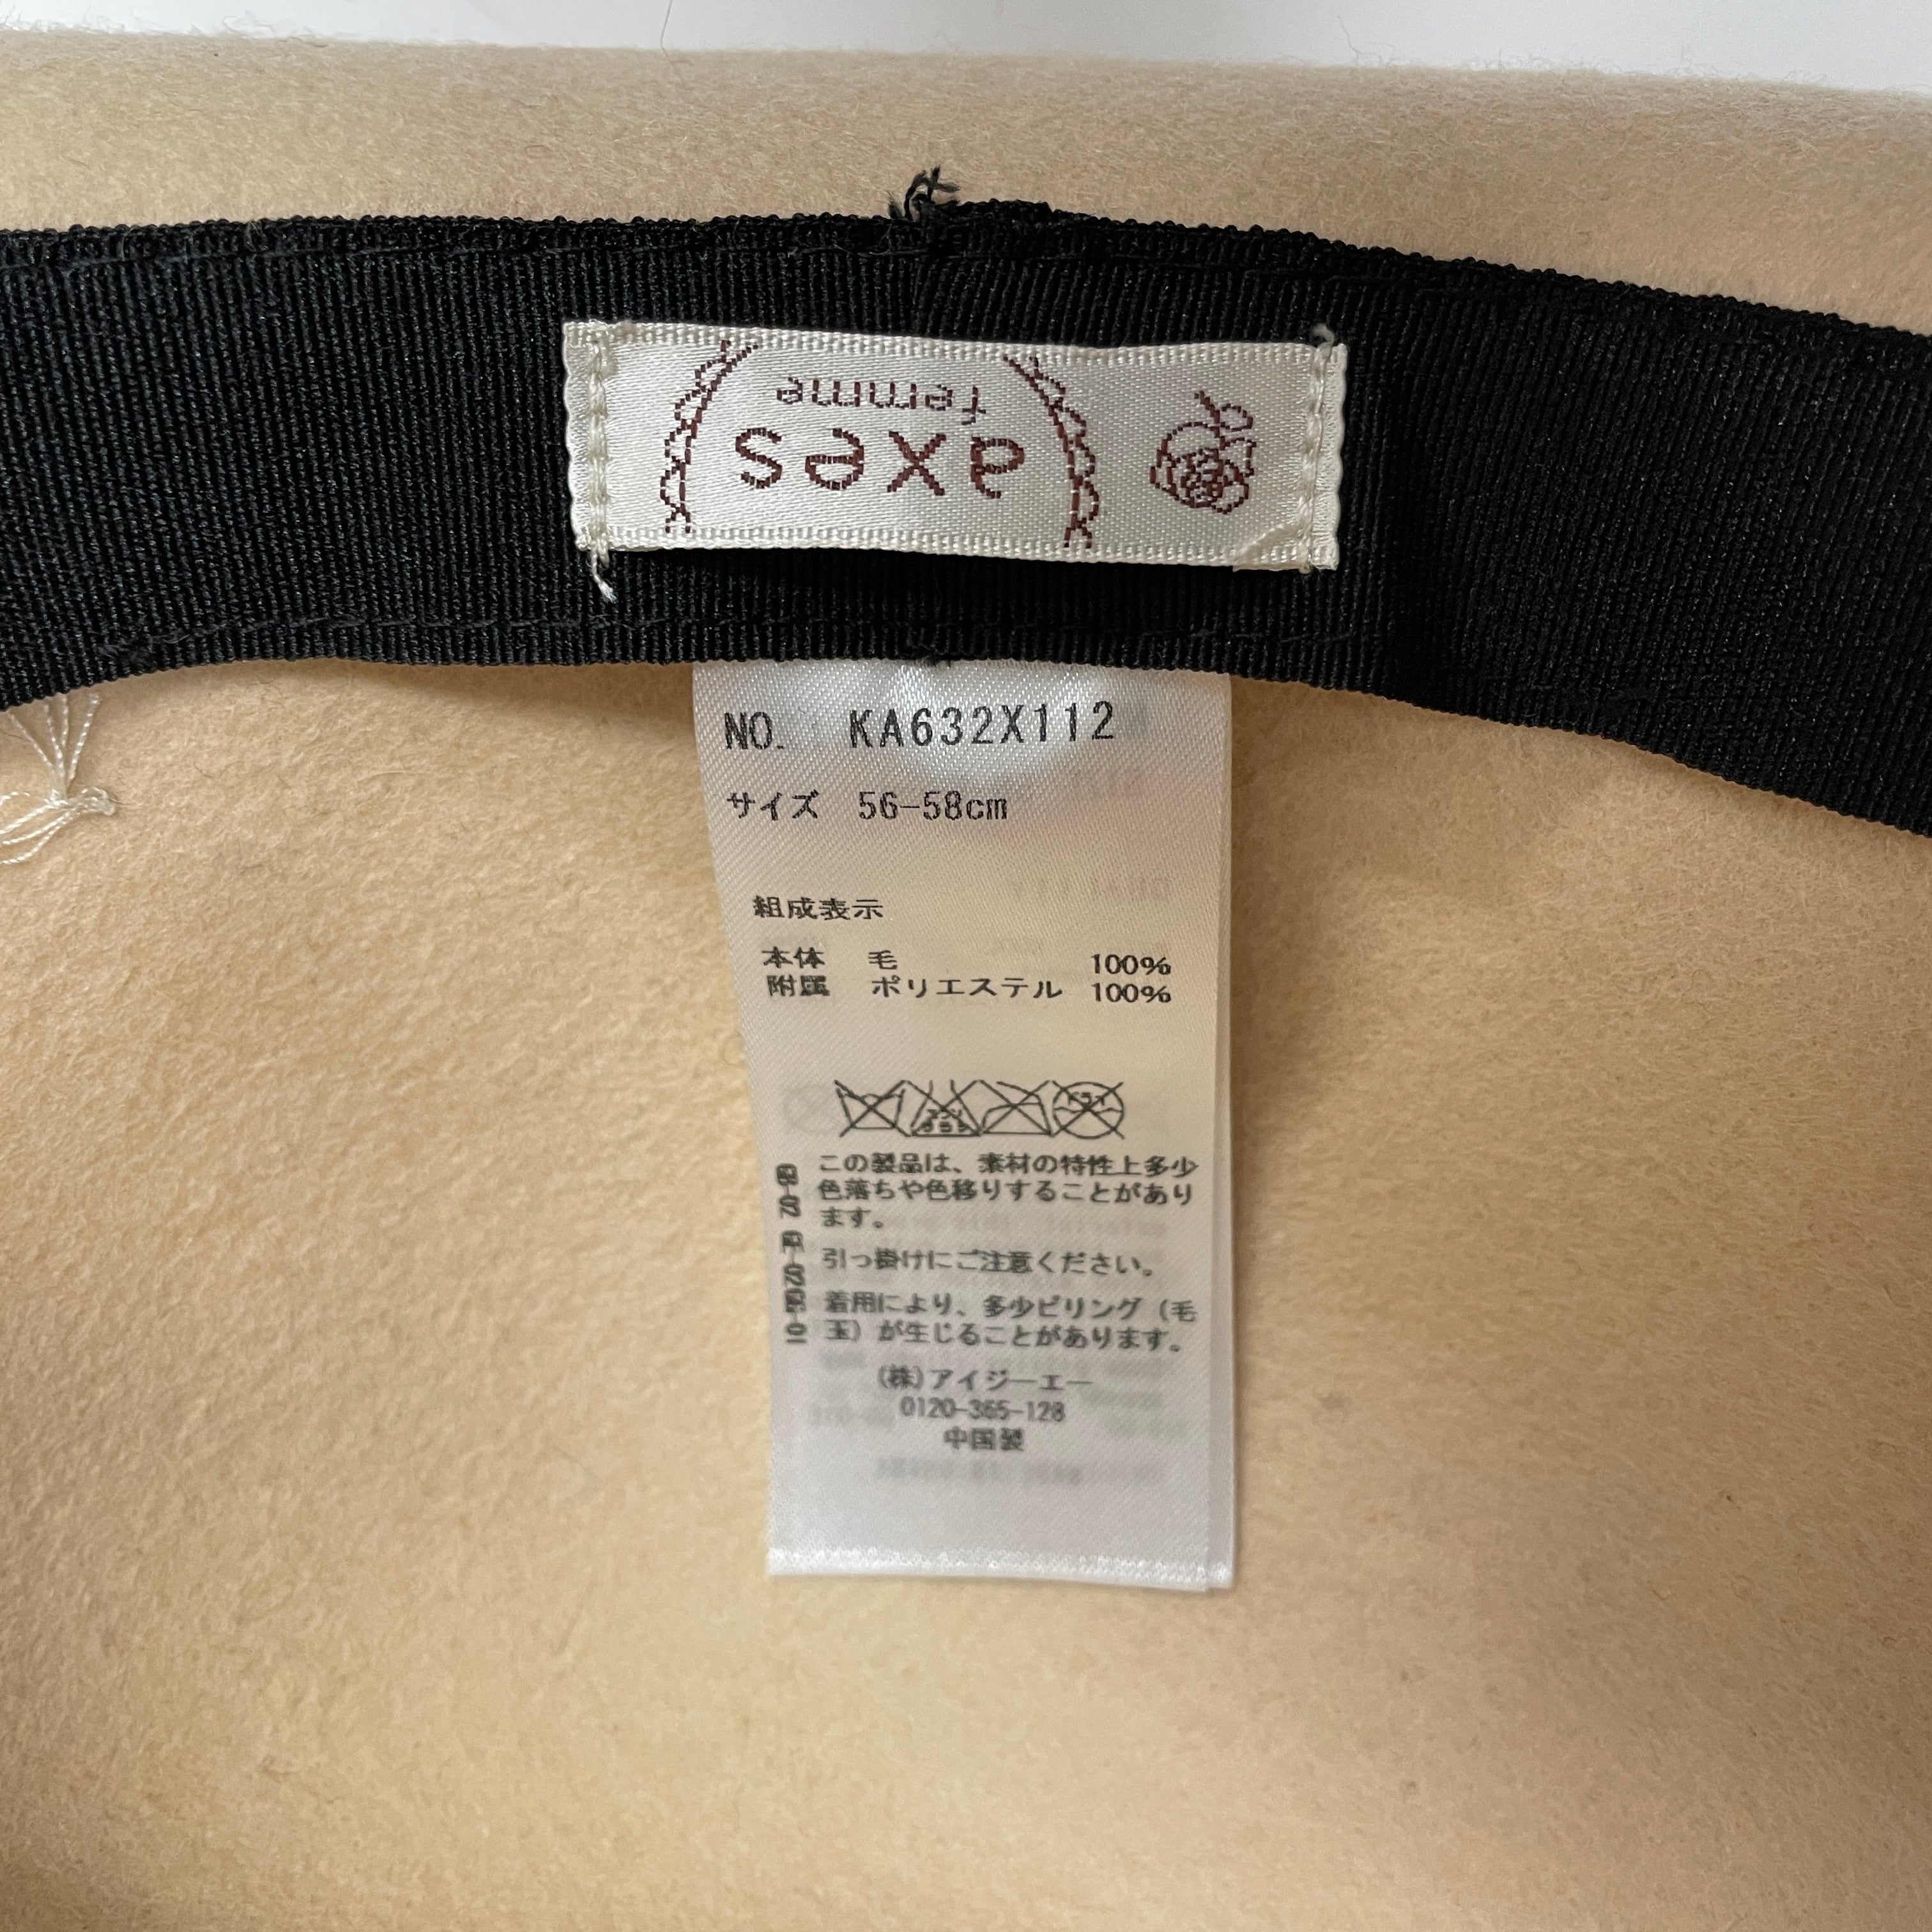 axes
femme
NO. KA632X112
サイズ 56-58cm
組成表示
本体 毛 100%
附属 ポリエステル 100%
この製品は、素材の特性上多少
色落ちや色移りすることがあり
ます。
引っ掛けにご注意ください。
着用により、多少ピリング（毛
玉）が生じることがあります。
(株)アイジーエー
0120-365-128
中国製